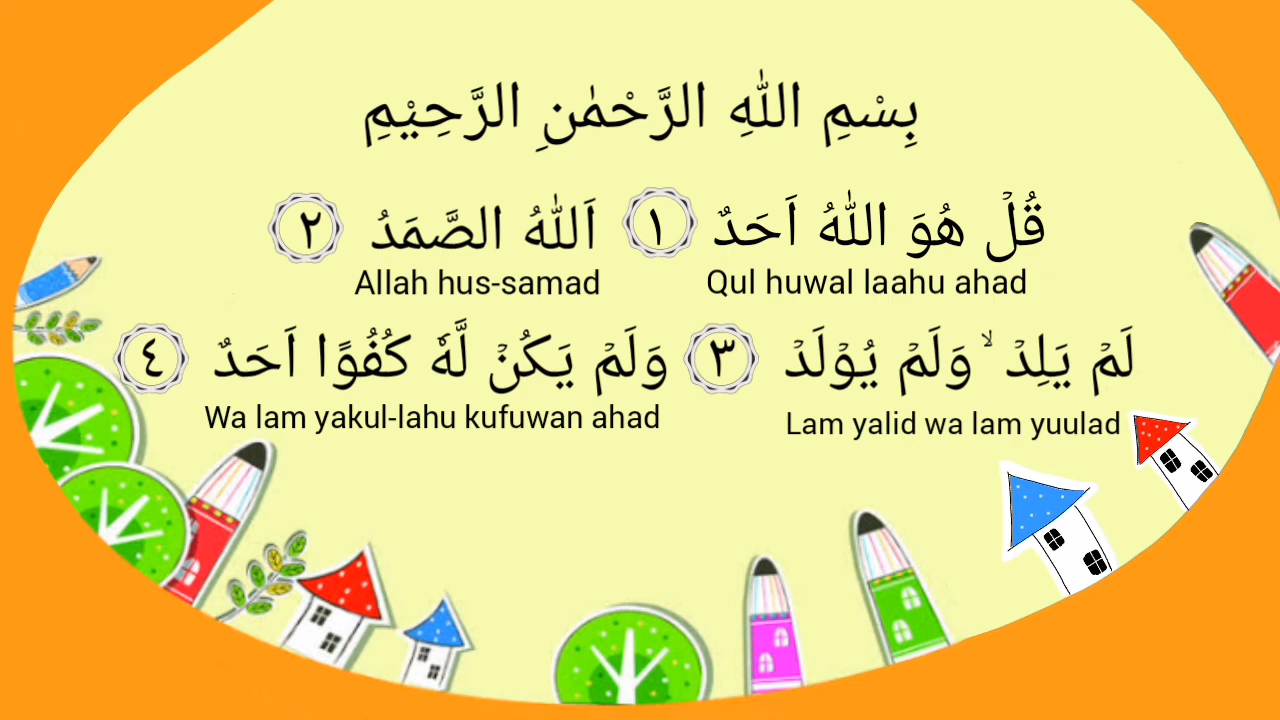 بِسْمِ اللّٰهِ الرَّحْمٰنِ الرَّحِيْمِ
قُلْ هُوَ اللّٰهُ اَحَدٌ ١ اَللّٰهُ الصَّمَدُ ٢
Qul huwal laahu ahad Allah hus-samad
لَمْ يَلِدْ ۙ وَلَمْ يُوْلَدْ ٣ وَلَمْ يَكُنْ لَّهٗ كُفُوًا اَحَدٌ ٤
Lam yalid wa lam yuulad Wa lam yakul-lahu kufuwan ahad